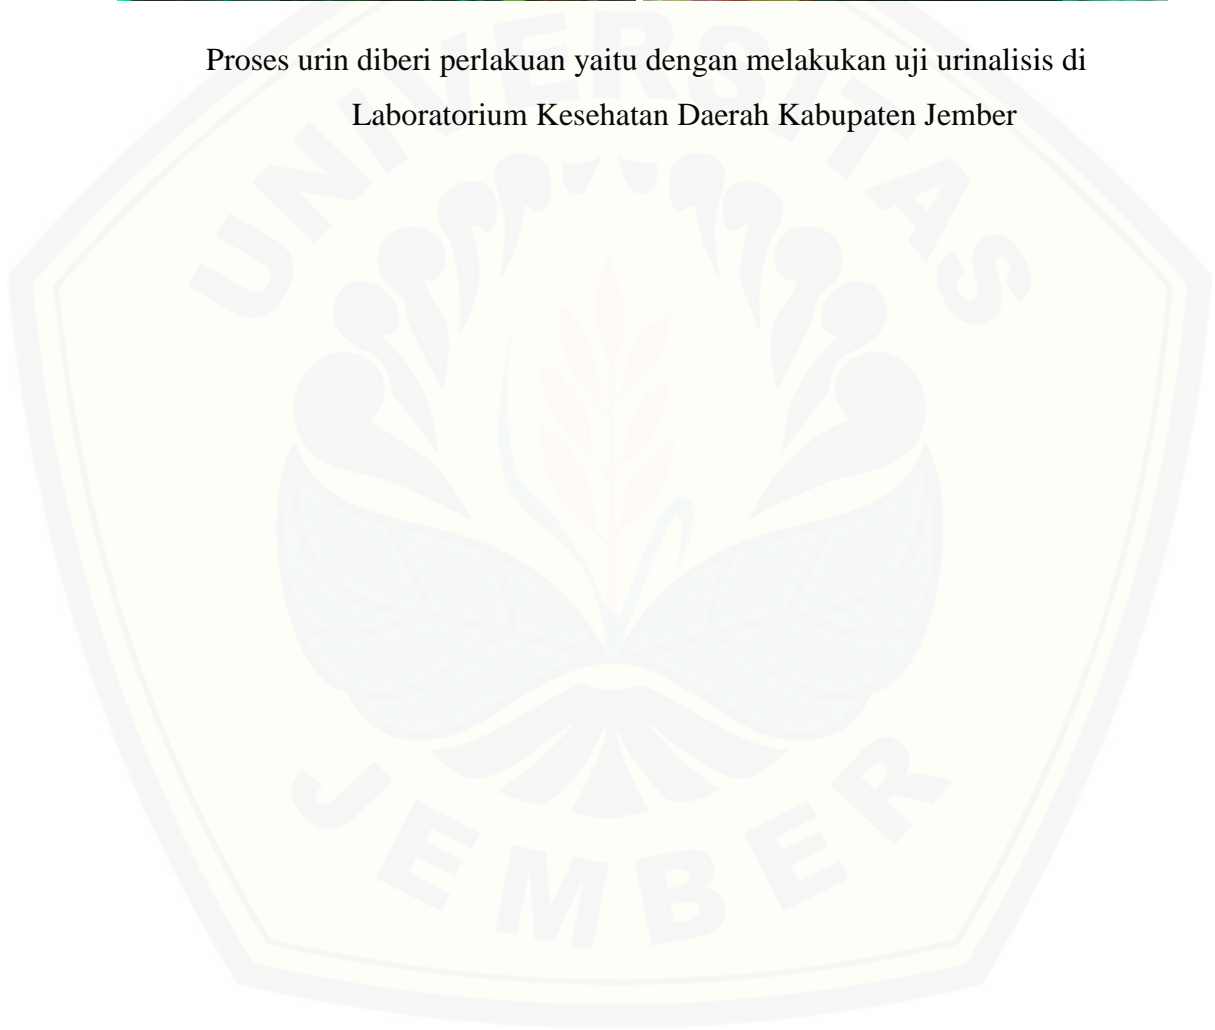 Proses urin diberi perlakuan yaitu dengan melakukan uji urinalisis di
Laboratorium Kesehatan Daerah Kabupaten Jember
UNIVERSITAS
JEMBER